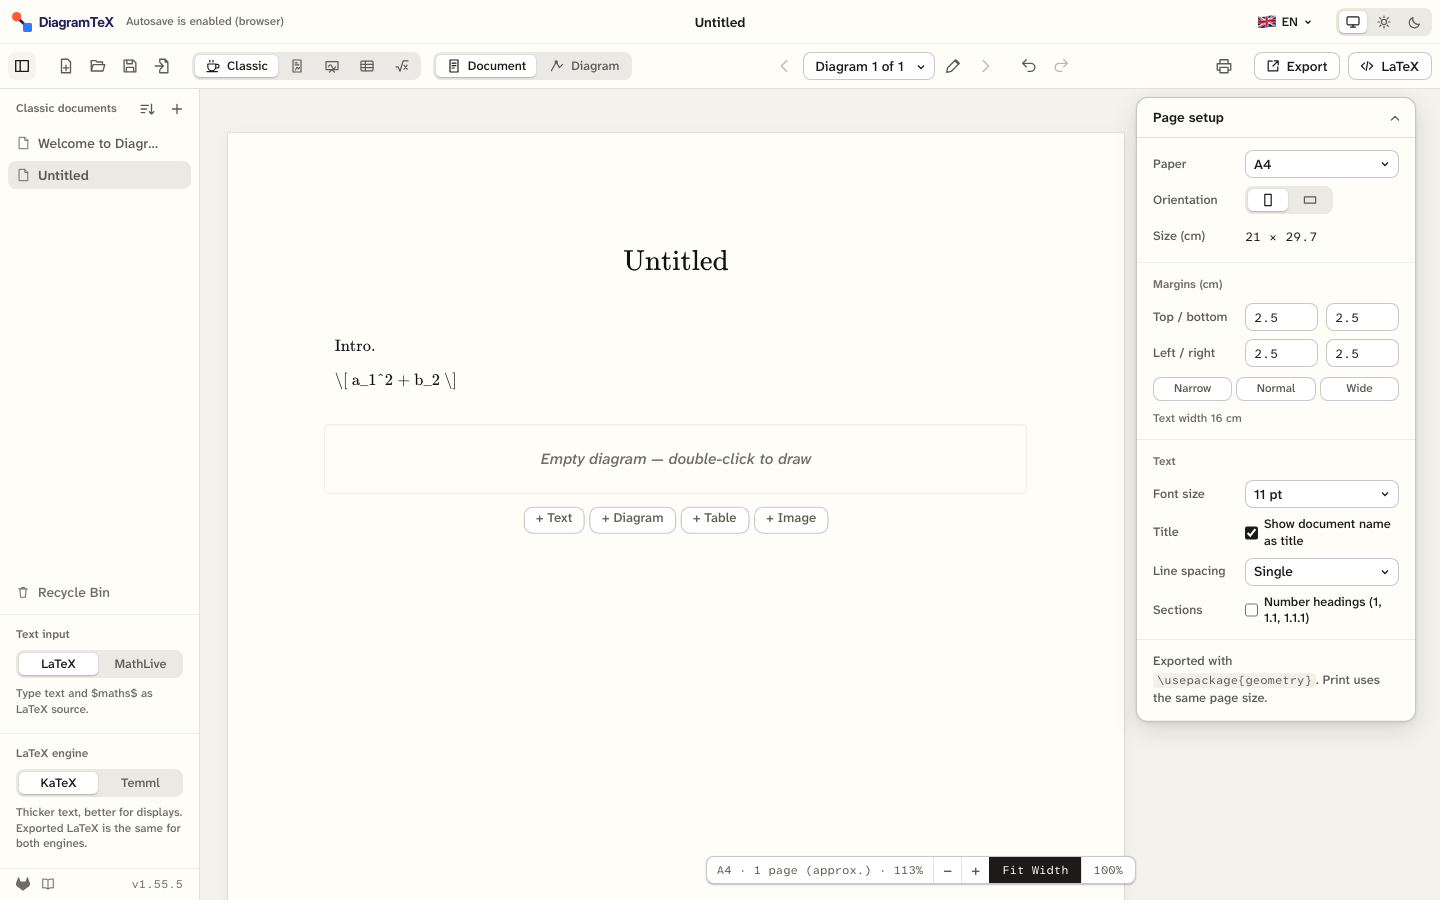 DiagramTeX
Autosave is enabled (browser)
Untitled
EN
Classic
Document
Diagram
Diagram 1 of 1
Export
LaTeX
Classic documents
Welcome to Diagr...
Untitled
Recycle Bin
Text input
LaTeX
MathLive
Type text and $maths$ as
LaTeX source.
LaTeX engine
KaTeX
Temml
Thicker text, better for displays.
Exported LaTeX is the same for
both engines.
v1.55.5
Untitled
Intro.
\[ a_1^2 + b_2 \]
Empty diagram — double-click to draw
+ Text
+ Diagram
+ Table
+ Image
A4 · 1 page (approx.) · 113%
−
+
Fit Width
100%
Page setup
Paper
A4
Orientation
Size (cm)
21 × 29.7
Margins (cm)
Top / bottom
2.5
2.5
Left / right
2.5
2.5
Narrow
Normal
Wide
Text width 16 cm
Text
Font size
11 pt
Title
Show document name
as title
Line spacing
Single
Sections
Number headings (1,
1.1, 1.1.1)
Exported with
\usepackage{geometry}. Print uses
the same page size.